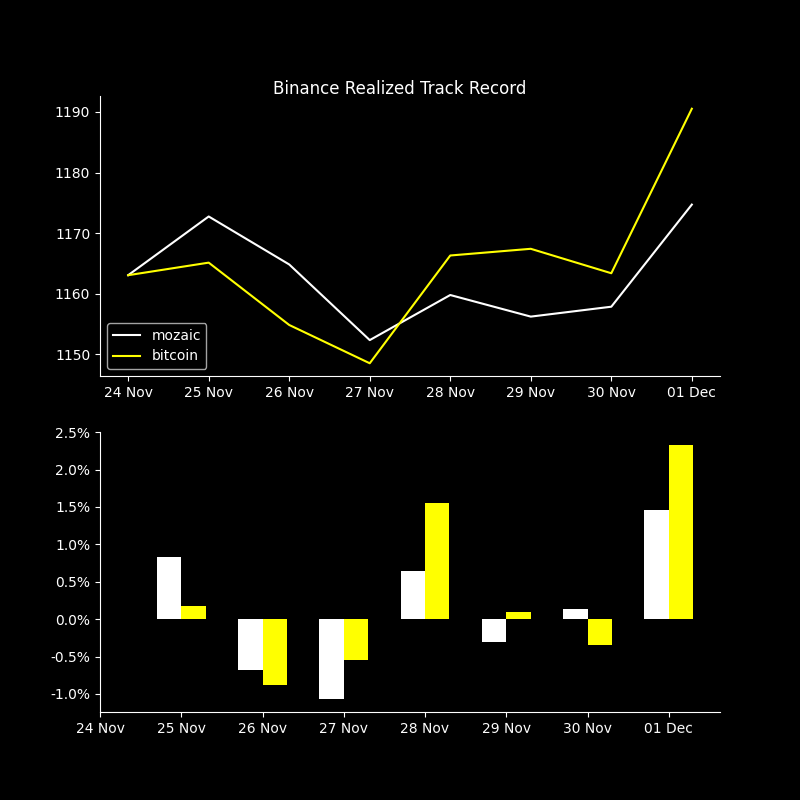 Binance Realized Track Record
1190
1180
1170
1160
1150
mozaic
bitcoin
24 Nov 25 Nov 26 Nov 27 Nov 28 Nov 29 Nov 30 Nov 01 Dec
2.5%
2.0%
1.5%
1.0%
0.5%
0.0%
-0.5%
-1.0%
24 Nov 25 Nov 26 Nov 27 Nov 28 Nov 29 Nov 30 Nov 01 Dec